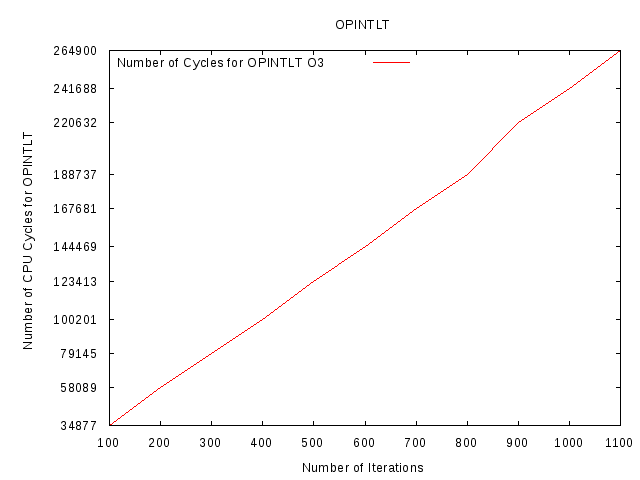 OPINTLT
Number of Cycles for OPINTLT O3
264900
241688
220632
188737
167681
144469
123413
100201
79145
58089
34877
Number of CPU Cycles for OPINTLT
100 200 300 400 500 600 700 800 900 1000 1100
Number of Iterations